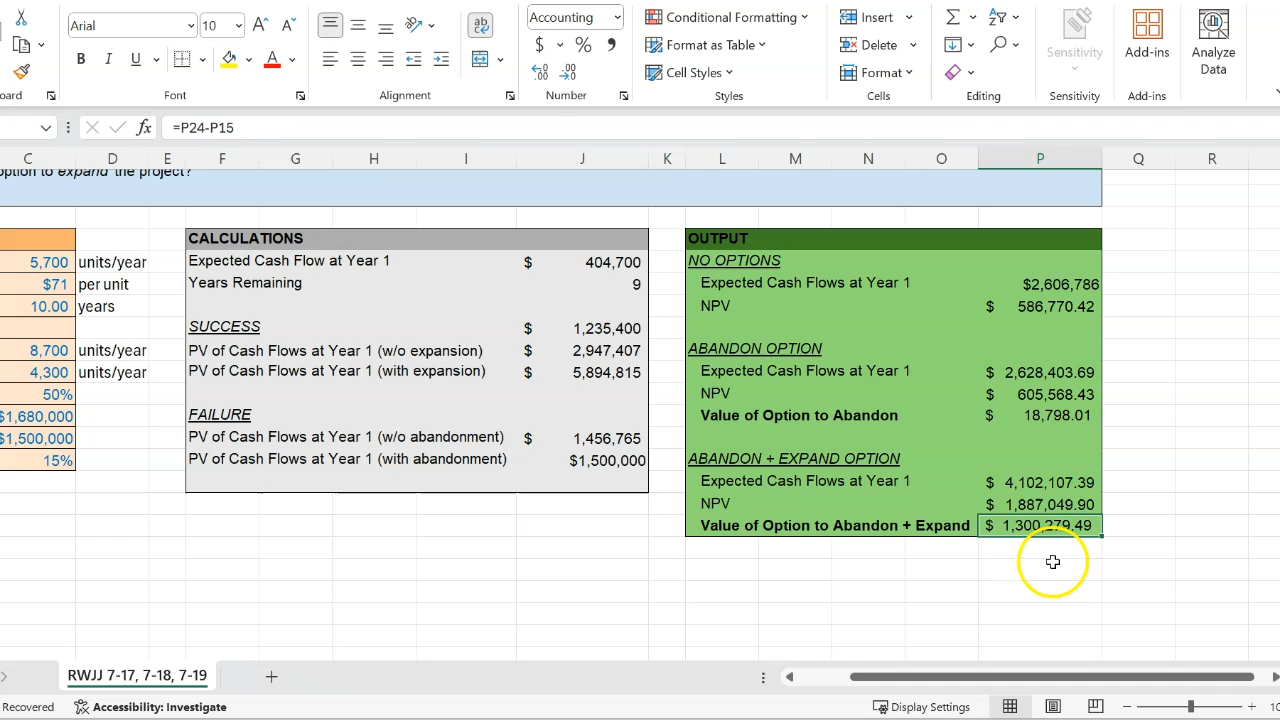 Arial 10 Accounting Conditional Formatting Insert
B I U A $ % Format as Table Delete Sensitivity Add-ins Analyze Data
Cell Styles Format
oard Font Alignment Number Styles Cells Editing Sensitivity Add-ins
fx =P24-P15
C D E F G H I J K L M N O P Q R
option to expand the project?
CALCULATIONS OUTPUT
5,700 units/year Expected Cash Flow at Year 1 $ 404,700 NO OPTIONS
$71 per unit Years Remaining 9 Expected Cash Flows at Year 1 $2,606,786
10.00 years NPV $ 586,770.42
SUCCESS $ 1,235,400
8,700 units/year PV of Cash Flows at Year 1 (w/o expansion) $ 2,947,407 ABANDON OPTION
4,300 units/year PV of Cash Flows at Year 1 (with expansion) $ 5,894,815 Expected Cash Flows at Year 1 $ 2,628,403.69
50% NPV $ 605,568.43
$1,680,000 FAILURE Value of Option to Abandon $ 18,798.01
$1,500,000 PV of Cash Flows at Year 1 (w/o abandonment) $ 1,456,765
15% PV of Cash Flows at Year 1 (with abandonment) $1,500,000 ABANDON + EXPAND OPTION
Expected Cash Flows at Year 1 $ 4,102,107.39
NPV $ 1,887,049.90
Value of Option to Abandon + Expand $ 1,300,279.49
RWJJ 7-17, 7-18, 7-19
Recovered Accessibility: Investigate Display Settings 10